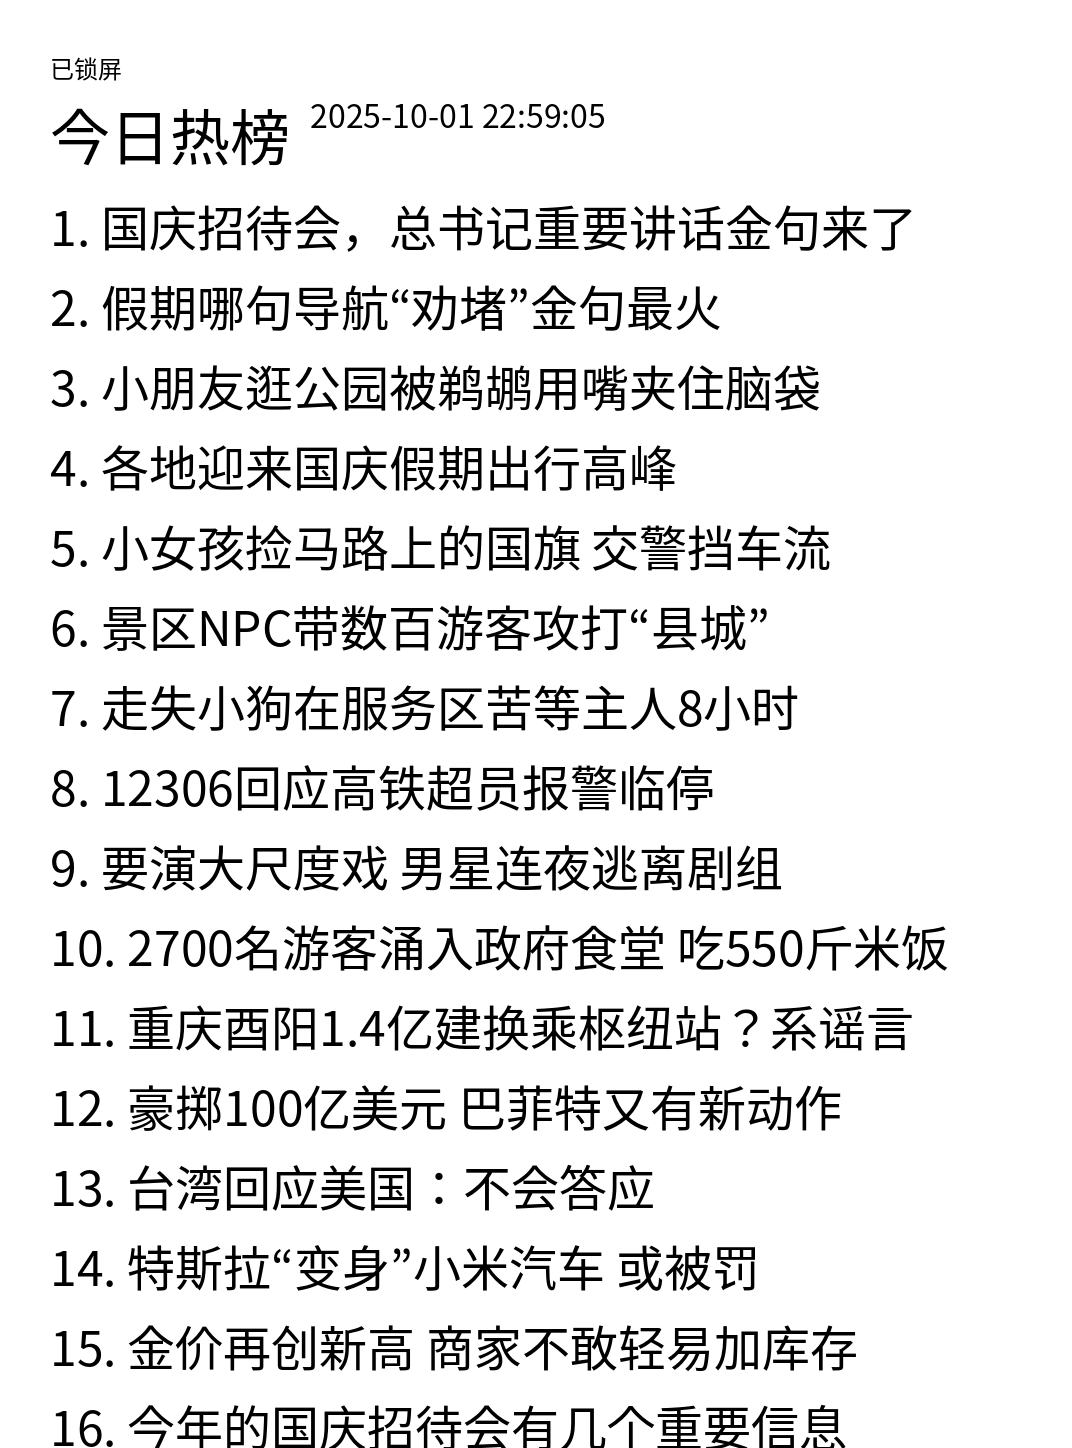 已锁屏
今日热榜 2025-10-01 22:59:05
1. 国庆招待会，总书记重要讲话金句来了
2. 假期哪句导航“劝堵”金句最火
3. 小朋友逛公园被鹈鹕用嘴夹住脑袋
4. 各地迎来国庆假期出行高峰
5. 小女孩捡马路上的国旗 交警挡车流
6. 景区NPC带数百游客攻打“县城”
7. 走失小狗在服务区苦等主人8小时
8. 12306回应高铁超员报警临停
9. 要演大尺度戏 男星连夜逃离剧组
10. 2700名游客涌入政府食堂 吃550斤米饭
11. 重庆酉阳1.4亿建换乘枢纽站？系谣言
12. 豪掷100亿美元 巴菲特又有新动作
13. 台湾回应美国：不会答应
14. 特斯拉“变身”小米汽车 或被罚
15. 金价再创新高 商家不敢轻易加库存
16. 今年的国庆招待会有几个重要信息